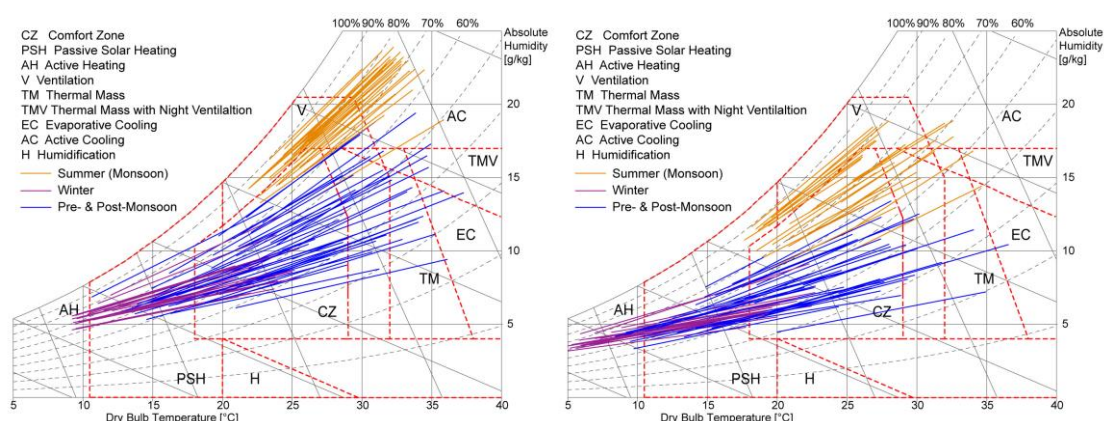 CZ Comfort Zone
PSH Passive Solar Heating
AH Active Heating
V Ventilation
TM Thermal Mass
TMV Thermal Mass with Night Ventilaltion
EC Evaporative Cooling
AC Active Cooling
H Humidification
Summer (Monsoon)
Winter
Pre- & Post-Monsoon
100% 90% 80% 70% 60%
Absolute
Humidity
[g/kg]
20
V
AC
TMV
15
EC
10
TM
AH
CZ
5
PSH
H
5 10 15 20 25 30 35 40
Dry Bulb Temperature [°C]
CZ Comfort Zone
PSH Passive Solar Heating
AH Active Heating
V Ventilation
TM Thermal Mass
TMV Thermal Mass with Night Ventilaltion
EC Evaporative Cooling
AC Active Cooling
H Humidification
Summer (Monsoon)
Winter
Pre- & Post-Monsoon
100% 90% 80% 70% 60%
Absolute
Humidity
[g/kg]
20
V
AC
TMV
15
EC
10
TM
AH
CZ
5
PSH
H
5 10 15 20 25 30 35 40
Dry Bulb Temperature [°C]